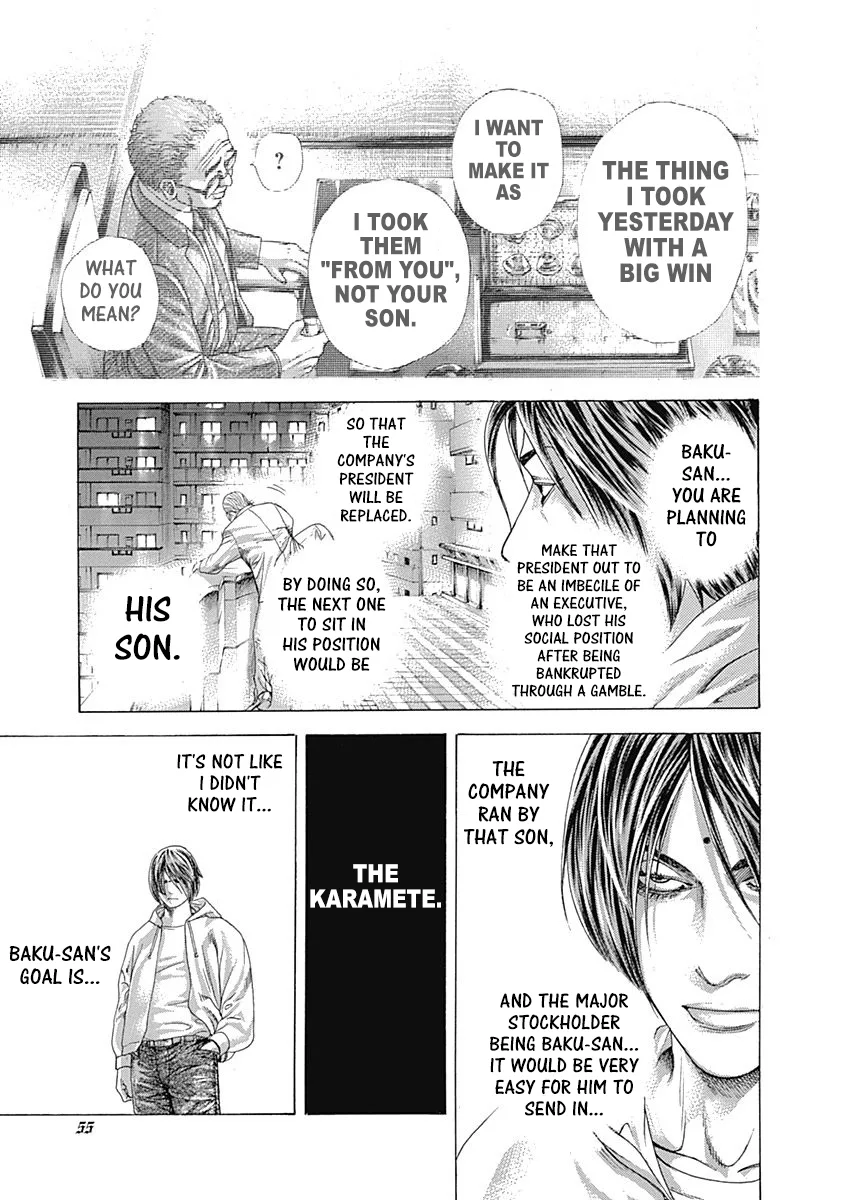 THE THING
I TOOK
YESTERDAY
WITH A
BIG WIN
I WANT
TO
MAKE IT
AS
I TOOK
THEM
"FROM YOU",
NOT YOUR
SON.
?
WHAT
DO YOU
MEAN?
BAKU-
SAN...
YOU ARE
PLANNING
TO
MAKE THAT
PRESIDENT OUT TO
BE AN IMBECILE OF
AN EXECUTIVE,
WHO LOST HIS
SOCIAL POSITION
AFTER BEING
BANKRUPTED
THROUGH A GAMBLE.
SO THAT
THE
COMPANY'S
PRESIDENT
WILL BE
REPLACED.
BY DOING SO,
THE NEXT ONE
TO SIT IN
HIS POSITION
WOULD BE
HIS
SON.
THE
COMPANY
RAN BY
THAT SON,
AND THE MAJOR
STOCKHOLDER
BEING BAKU-SAN...
IT WOULD BE VERY
EASY FOR HIM TO
SEND IN...
THE
KARAMETE.
IT'S NOT LIKE
I DIDN'T
KNOW IT...
BAKU-SAN'S
GOAL IS...
55